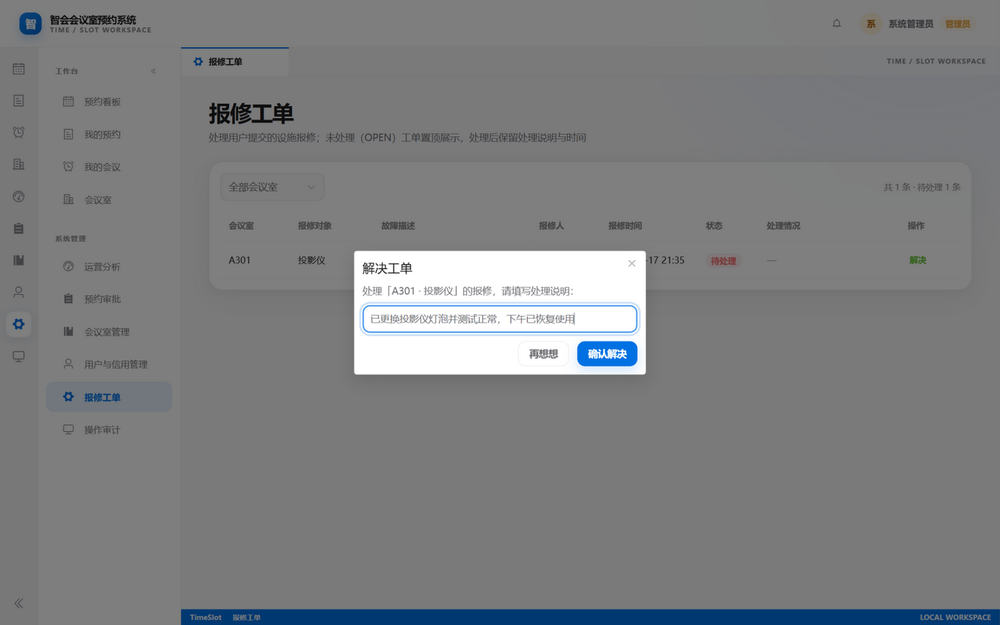 智
智会会议室预约系统
TIME / SLOT WORKSPACE
系
系统管理员
管理员
工作台
预约看板
我的预约
我的会议
会议室
系统管理
运营分析
预约审批
会议室管理
用户与信用管理
报修工单
操作审计
报修工单
TIME / SLOT WORKSPACE
报修工单
处理用户提交的设施报修；未处理（OPEN）工单置顶展示，处理后保留处理说明与时间
全部会议室
共 1 条 · 待处理 1 条
会议室 报修对象 故障描述 报修人 报修时间 状态 处理情况 操作
A301 投影仪 -17 21:35 待处理 — 解决
解决工单
处理「A301 · 投影仪」的报修，请填写处理说明：
已更换投影仪灯泡并测试正常，下午已恢复使用
再想想 确认解决
TimeSlot 报修工单
LOCAL WORKSPACE